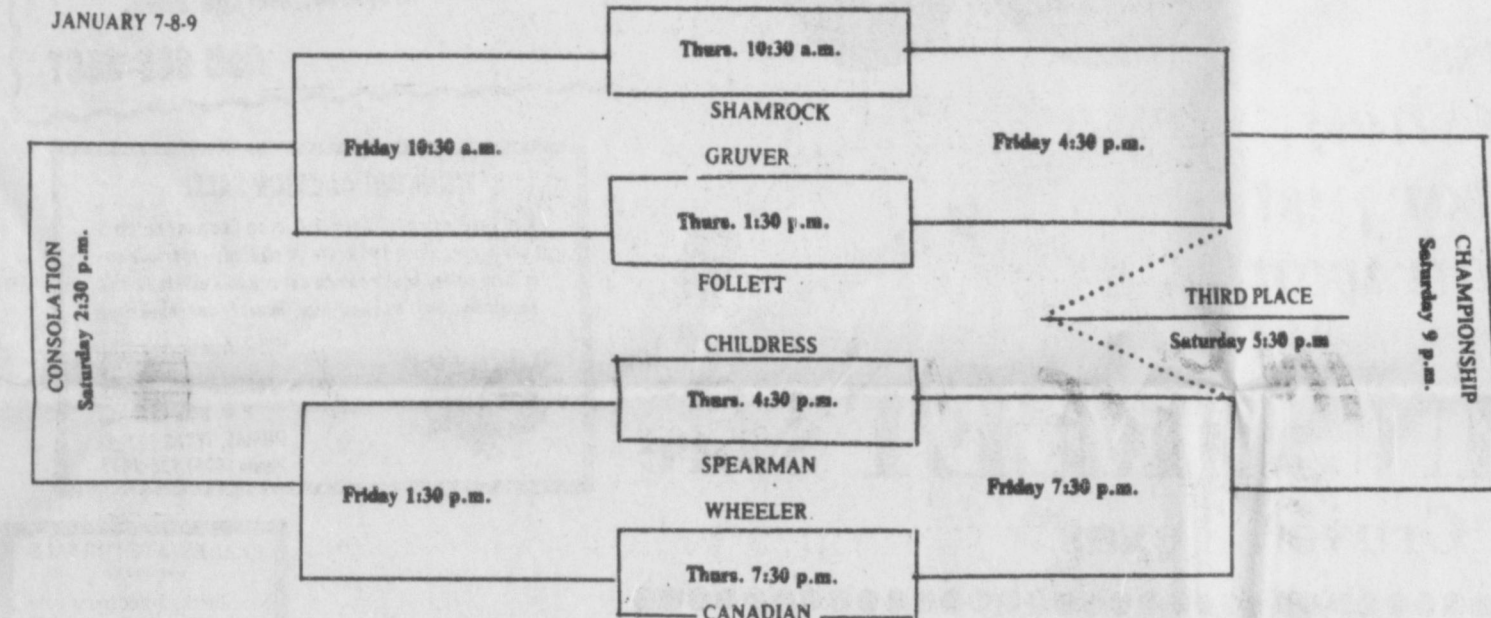 JANUARY 7-8-9
Thurs. 10:30 a.m.
SHAMROCK
Friday 10:30 a.m.
Friday 4:30 p.m.
GRUVER
Thurs. 1:30 p.m.
FOLLETT
CONSOLATION
Saturday 2:30 p.m.
THIRD PLACE
Saturday 5:30 p.m
CHAMPIONSHIP
Saturday 9 p.m.
CHILDRESS
Thurs. 4:30 p.m.
SPEARMAN
Friday 1:30 p.m.
Friday 7:30 p.m.
WHEELER
Thurs. 7:30 p.m.
CANADIAN